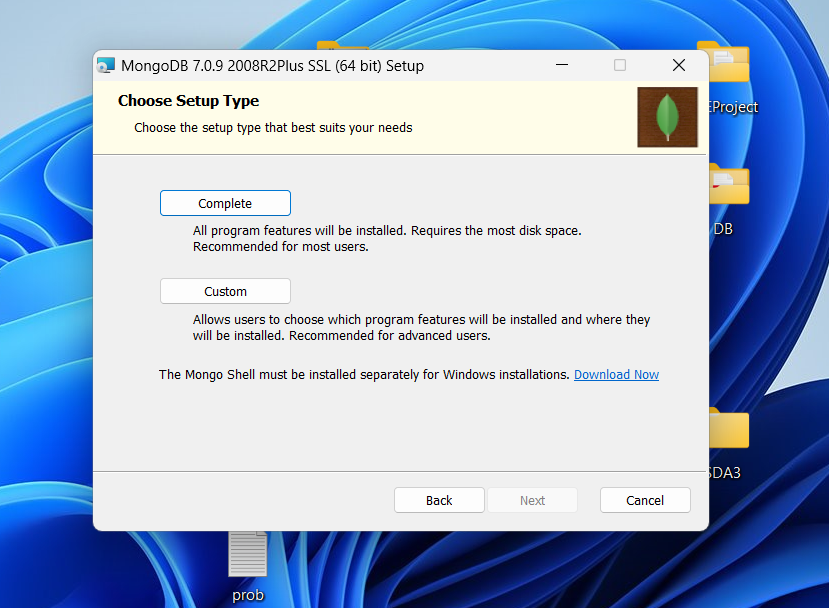 MongoDB 7.0.9 2008R2Plus SSL (64 bit) Setup
Choose Setup Type
Choose the setup type that best suits your needs
Complete
All program features will be installed. Requires the most disk space.
Recommended for most users.
Custom
Allows users to choose which program features will be installed and where they
will be installed. Recommended for advanced users.
The Mongo Shell must be installed separately for Windows installations. Download Now
Back Next Cancel
EProject
DB
SDA3
prob